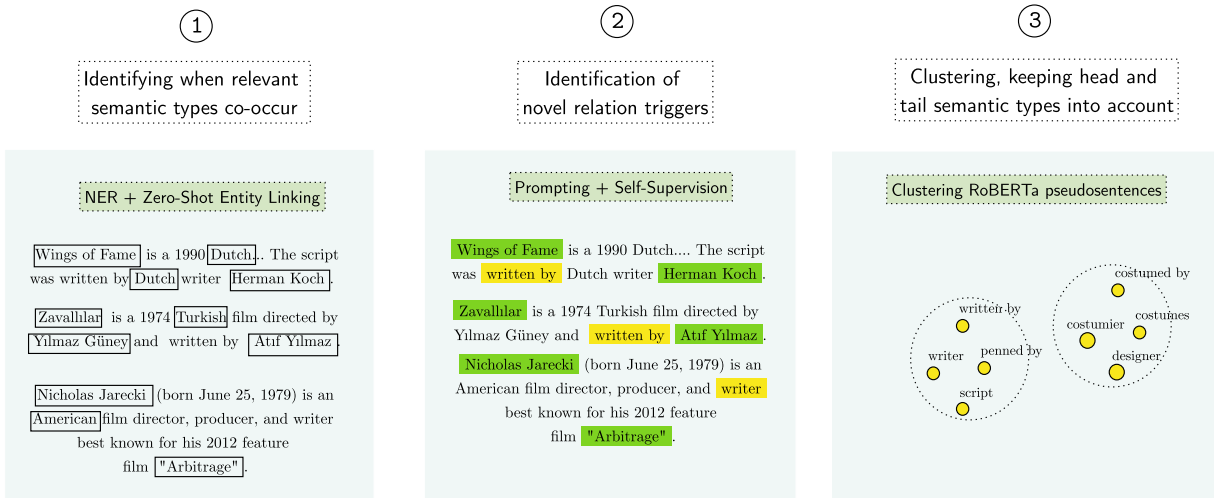 1
Identifying when relevant
semantic types co-occur
NER + Zero-Shot Entity Linking
Wings of Fame is a 1990 Dutch... The script
was written by Dutch writer Herman Koch .
Zavallılar is a 1974 Turkish film directed by
Yılmaz Güney and written by Atıf Yılmaz .
Nicholas Jarecki (born June 25, 1979) is an
American film director, producer, and writer
best known for his 2012 feature
film "Arbitrage" .
2
Identification of
novel relation triggers
Prompting + Self-Supervision
Wings of Fame is a 1990 Dutch.... The script
was written by Dutch writer Herman Koch .
Zavallılar is a 1974 Turkish film directed by
Yılmaz Güney and written by Atıf Yılmaz .
Nicholas Jarecki (born June 25, 1979) is an
American film director, producer, and writer
best known for his 2012 feature
film "Arbitrage" .
3
Clustering, keeping head and
tail semantic types into account
Clustering RoBERTa pseudosentences
written by
writer
penned by
script
costumed by
costumes
costumier
designer